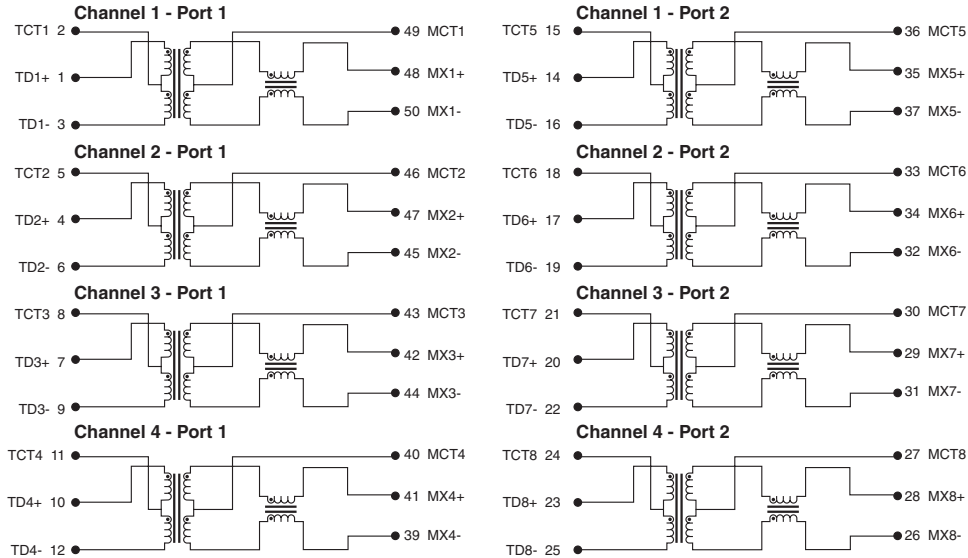 Channel 1 - Port 1
TCT1 2
49 MCT1
TD1+ 1
48 MX1+
50 MX1-
TD1- 3
Channel 2 - Port 1
TCT2 5
46 MCT2
TD2+ 4
47 MX2+
45 MX2-
TD2- 6
Channel 3 - Port 1
TCT3 8
43 MCT3
TD3+ 7
42 MX3+
44 MX3-
TD3- 9
Channel 4 - Port 1
TCT4 11
40 MCT4
TD4+ 10
41 MX4+
39 MX4-
TD4- 12
Channel 1 - Port 2
TCT5 15
36 MCT5
TD5+ 14
35 MX5+
37 MX5-
TD5- 16
Channel 2 - Port 2
TCT6 18
33 MCT6
TD6+ 17
34 MX6+
32 MX6-
TD6- 19
Channel 3 - Port 2
TCT7 21
30 MCT7
TD7+ 20
29 MX7+
31 MX7-
TD7- 22
Channel 4 - Port 2
TCT8 24
27 MCT8
TD8+ 23
28 MX8+
26 MX8-
TD8- 25